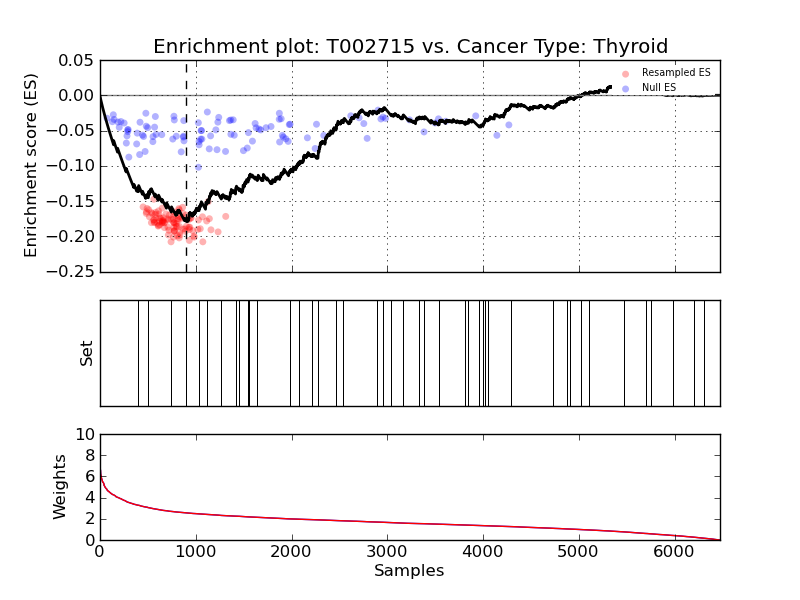 Enrichment plot: T002715 vs. Cancer Type: Thyroid
Enrichment score (ES)
0.05
0.00
−0.05
−0.10
−0.15
−0.20
−0.25
Resampled ES
Null ES
Set
Weights
10
8
6
4
2
0
0 1000 2000 3000 4000 5000 6000
Samples